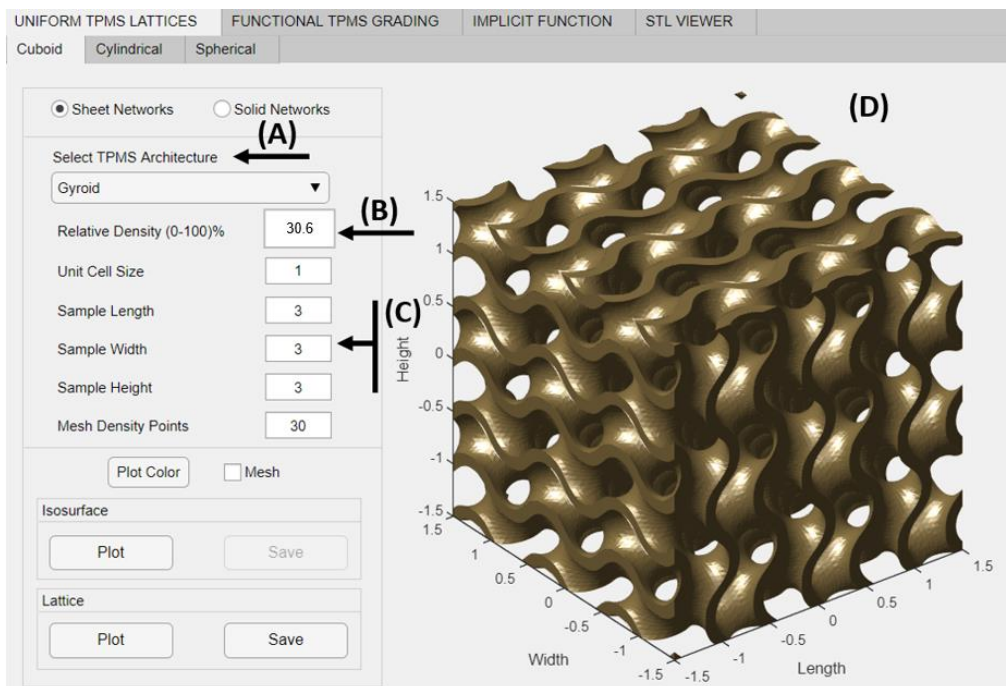 UNIFORM TPMS LATTICES FUNCTIONAL TPMS GRADING IMPLICIT FUNCTION STL VIEWER
Cuboid Cylindrical Spherical
Sheet Networks Solid Networks
(A)
Select TPMS Architecture
Gyroid
(B)
Relative Density (0-100)% 30.6
Unit Cell Size 1
Sample Length 3
(C)
Sample Width 3
Sample Height 3
Mesh Density Points 30
Plot Color Mesh
Isosurface
Plot Save
Lattice
Plot Save
(D)
1.5
1
0.5
0
-0.5
-1
-1.5
Height
1.5
1
0.5
0
-0.5
-1
-1.5
Width
-1.5
-1
-0.5
0
0.5
1
1.5
Length